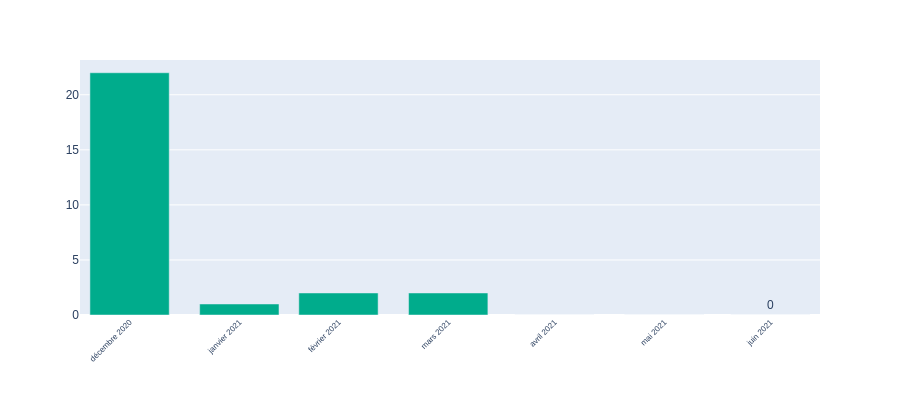 20
15
10
5
0
0
décembre 2020
janvier 2021
février 2021
mars 2021
avril 2021
mai 2021
juin 2021